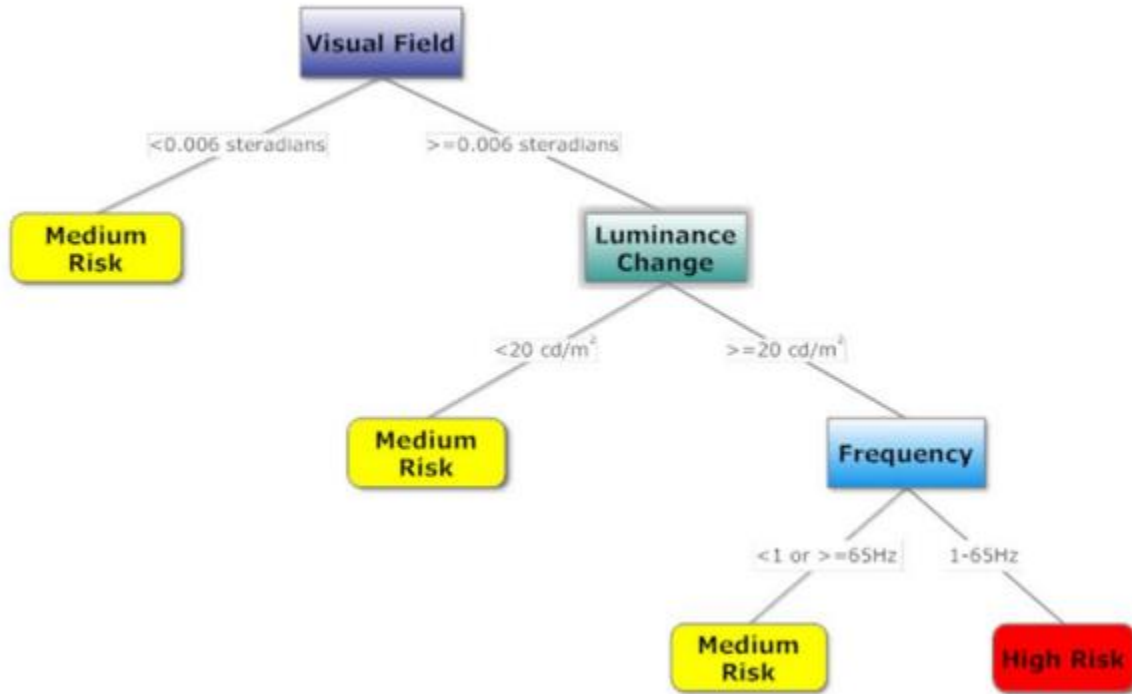 Visual Field
<0.006 steradians
>=0.006 steradians
Medium
Risk
Luminance
Change
<20 cd/m²
>=20 cd/m²
Medium
Risk
Frequency
<1 or >=65Hz
1-65Hz
Medium
Risk
High Risk